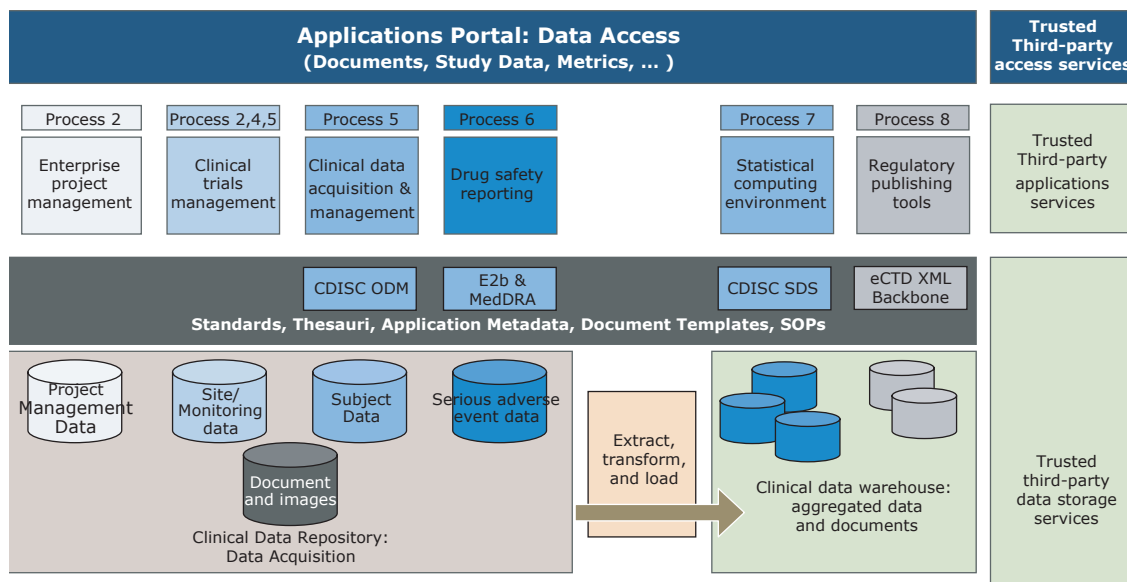 Applications Portal: Data Access
(Documents, Study Data, Metrics, ... )
Trusted
Third-party
access services
Process 2
Process 2,4,5
Process 5
Process 6
Process 7
Process 8
Enterprise
project
management
Clinical
trials
management
Clinical data
acquisition &
management
Drug safety
reporting
Statistical
computing
environment
Regulatory
publishing
tools
Trusted
Third-party
applications
services
CDISC ODM
E2b &
MedDRA
CDISC SDS
eCTD XML
Backbone
Standards, Thesauri, Application Metadata, Document Templates, SOPs
Project
Management
Data
Site/
Monitoring
data
Subject
Data
Serious adverse
event data
Document
and images
Clinical Data Repository:
Data Acquisition
Extract,
transform,
and load
Clinical data warehouse:
aggregated data
and documents
Trusted
third-party
data storage
services